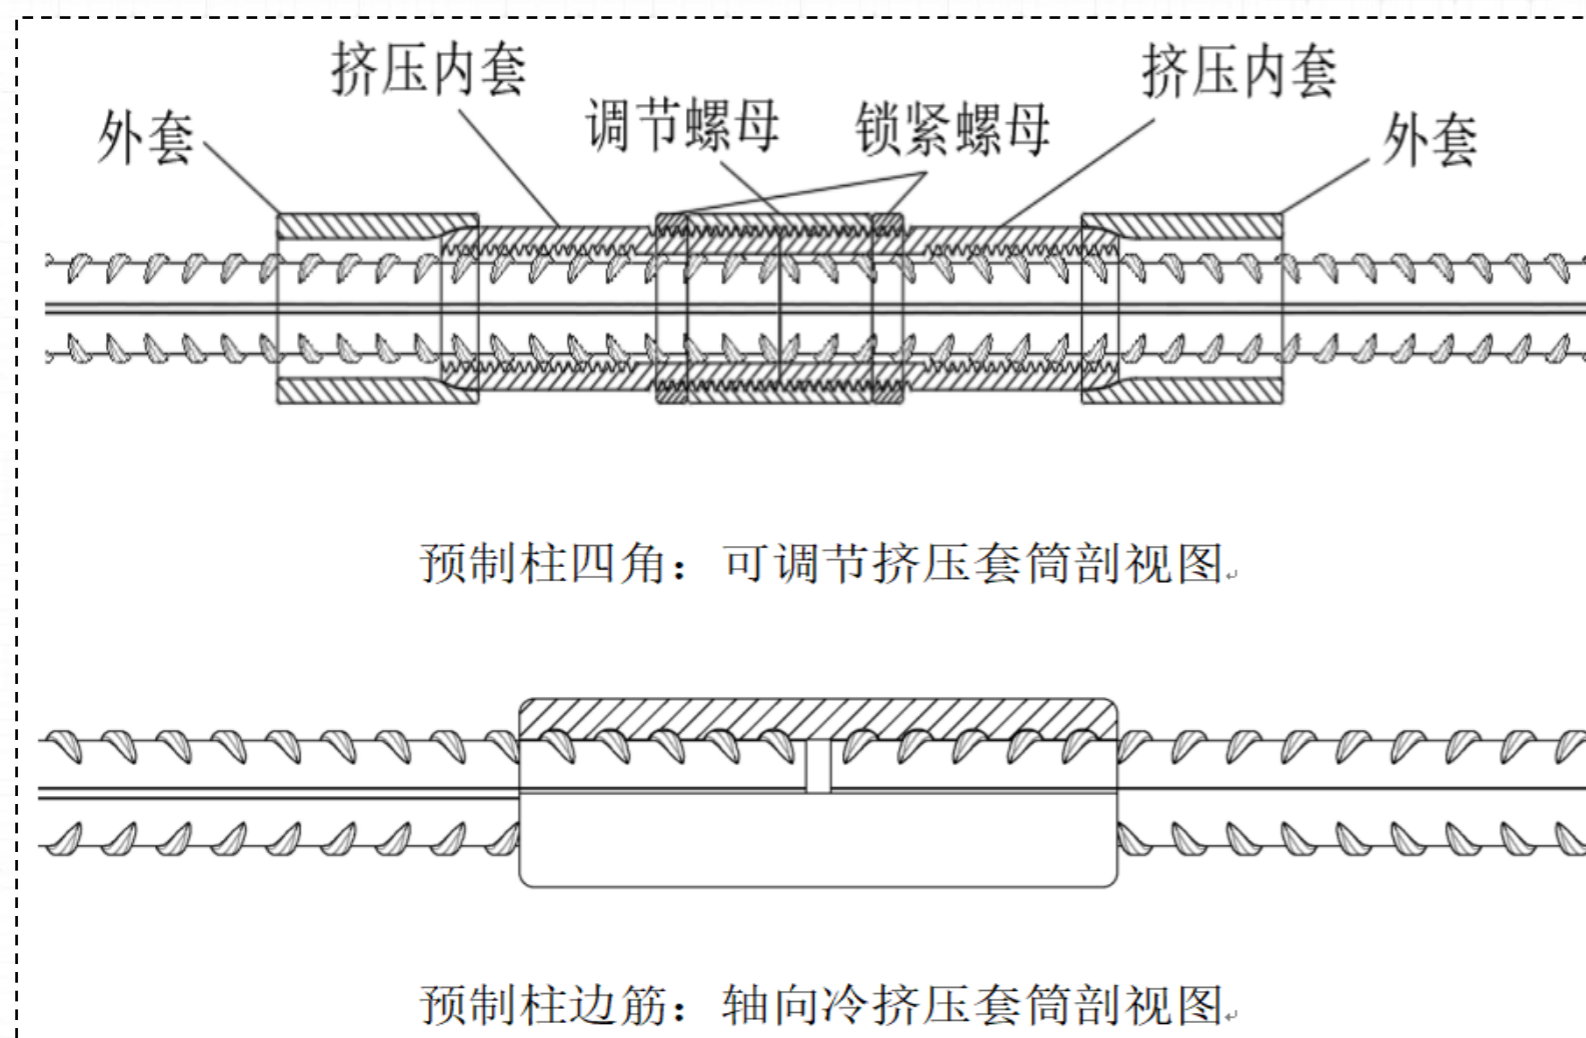 挤压内套
挤压内套
调节螺母
锁紧螺母
外套
外套
预制柱四角：可调节挤压套筒剖视图
预制柱边筋：轴向冷挤压套筒剖视图